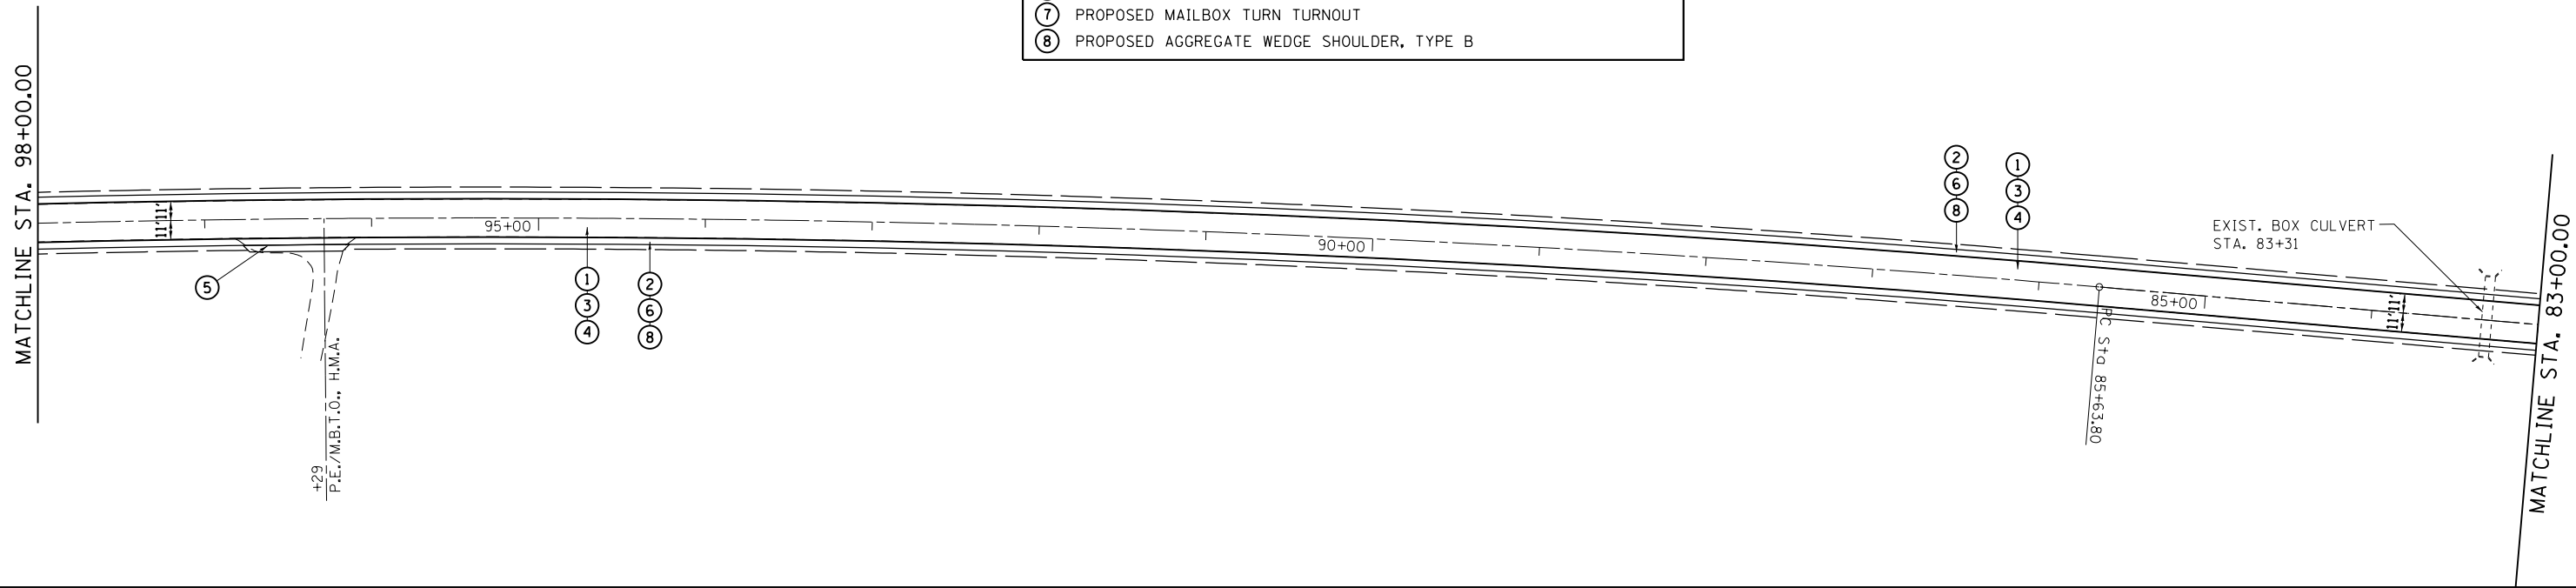 7 PROPOSED MAILBOX TURN TURNOUT
8 PROPOSED AGGREGATE WEDGE SHOULDER, TYPE B
MATCHLINE STA. 98+00.00
11' 11'
5
+29
P.E./M.B.T.O., H.M.A.
95+00
1
3
4
2
6
8
90+00
2
6
8
1
3
4
PC Sta 85+63.80
85+00
11' 11'
EXIST. BOX CULVERT
STA. 83+31
MATCHLINE STA. 83+00.00